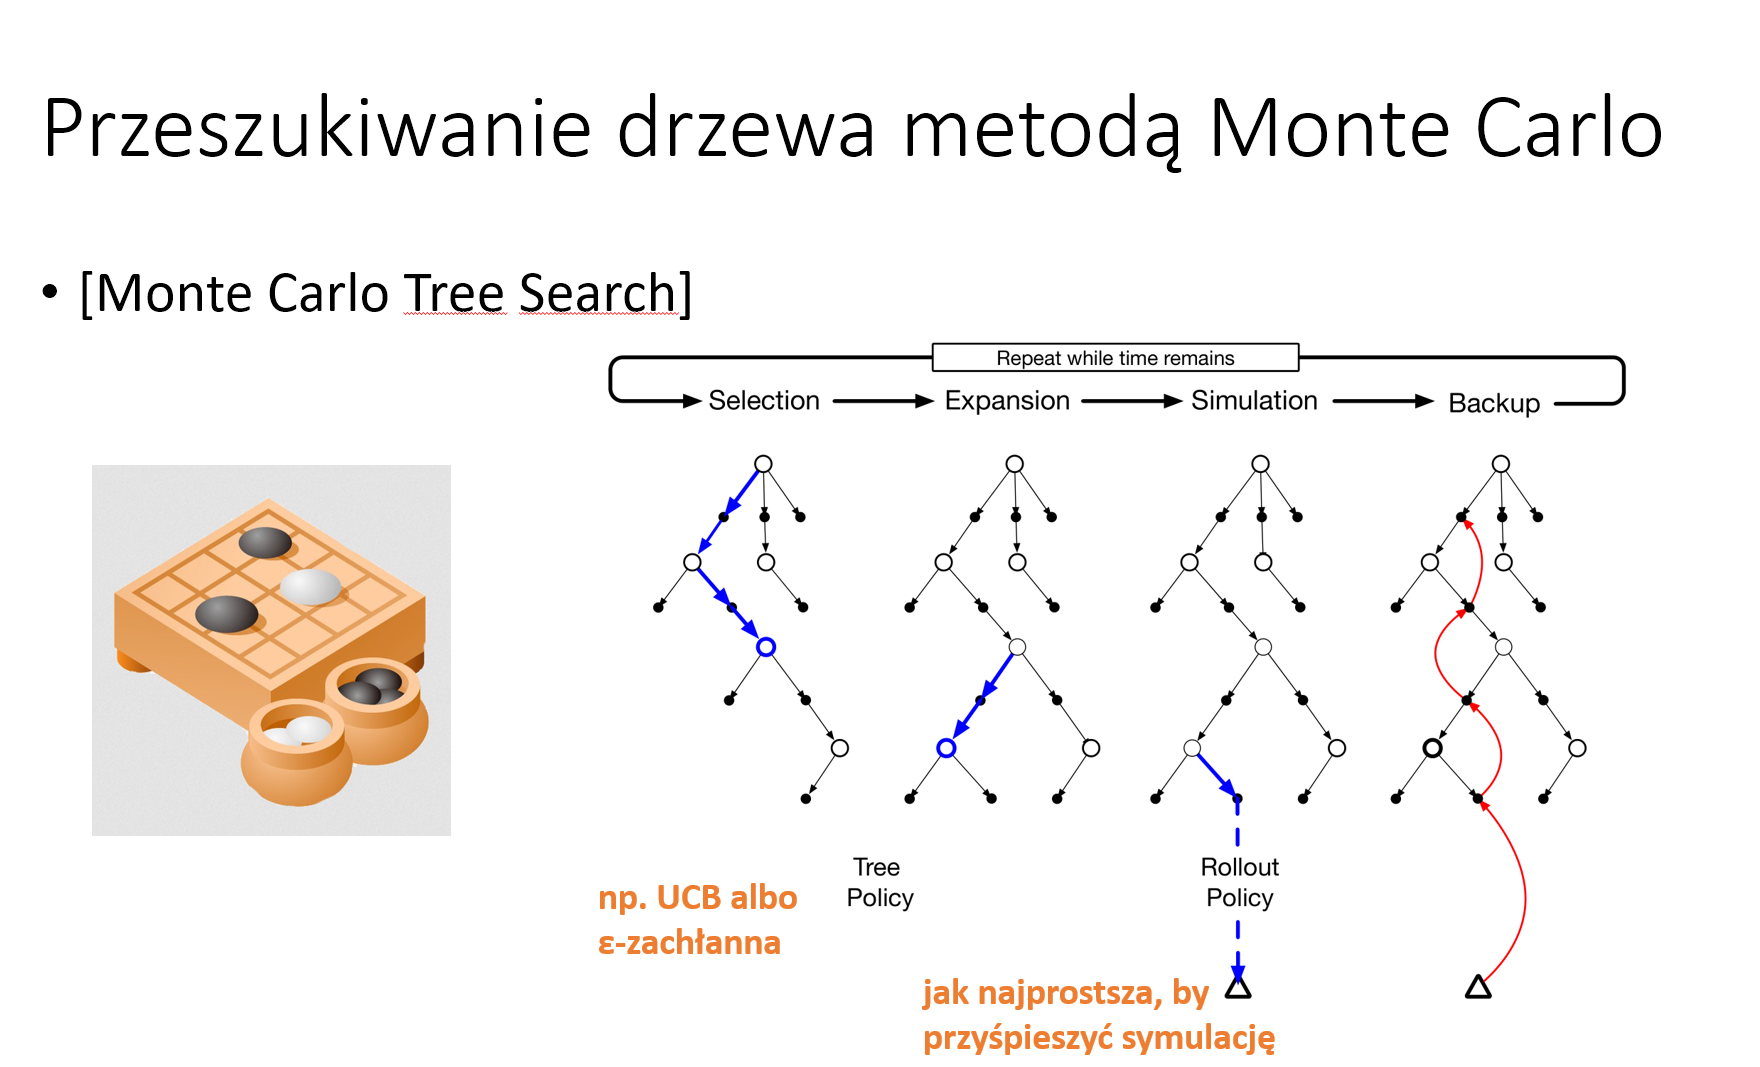 Przeszukiwanie drzewa metodą Monte Carlo
• [Monte Carlo Tree Search]
Repeat while time remains
Selection
Expansion
Simulation
Backup
Tree
Policy
np. UCB albo
ε-zachłanna
Rollout
Policy
jak najprostsza, by
przyśpieszyć symulację